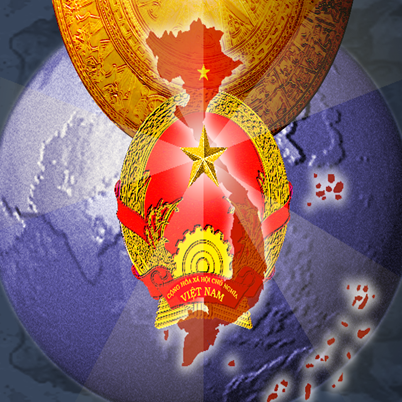 CỘNG HÒA XÃ HỘI CHỦ NGHĨA
VIỆT NAM